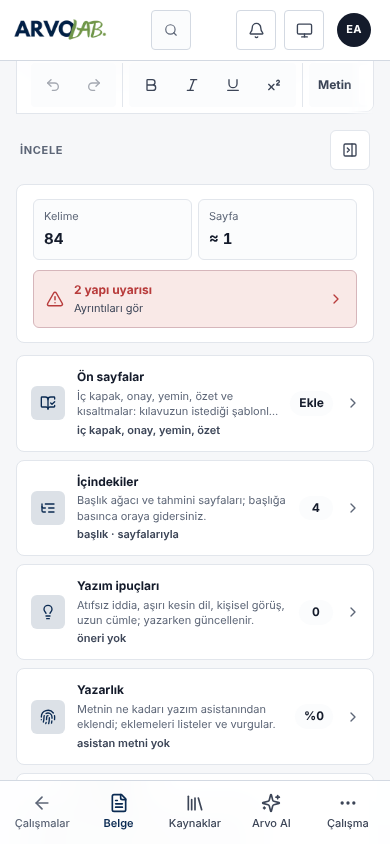 ARVOLAB.
EA
B I U x² Metin
İNCELE
Kelime
84
Sayfa
≈ 1
2 yapı uyarısı
Ayrıntıları gör
Ön sayfalar
İç kapak, onay, yemin, özet ve
kısaltmalar: kılavuzun istediği şablonl...
iç kapak, onay, yemin, özet
Ekle
İçindekiler
Başlık ağacı ve tahmini sayfaları; başlığa
basınca oraya gidersiniz.
başlık · sayfalarıyla
4
Yazım ipuçları
Atıfsız iddia, aşırı kesin dil, kişisel görüş,
uzun cümle; yazarken güncellenir.
öneri yok
0
Yazarlık
Metnin ne kadarı yazım asistanından
eklendi; eklemeleri listeler ve vurgular.
asistan metni yok
%0
Çalışmalar
Belge
Kaynaklar
Arvo AI
Çalışma